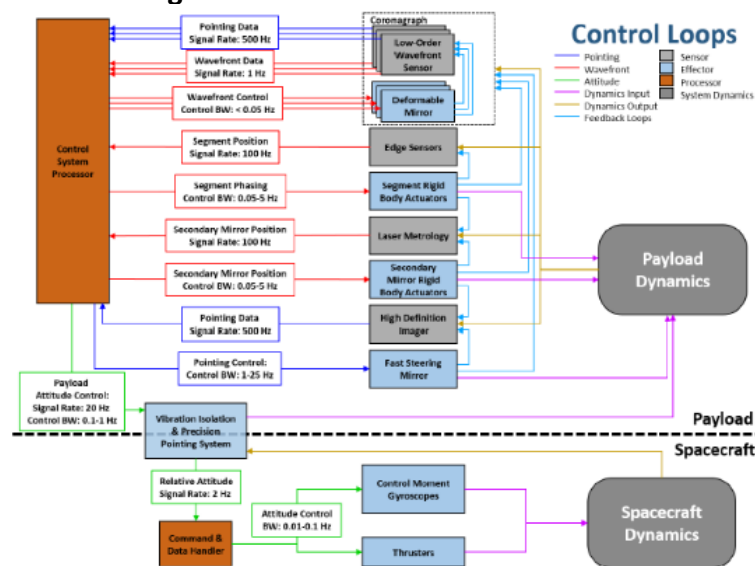 Control Loops
Pointing
Wavefront
Attitude
Dynamics Input
Dynamics Output
Feedback Loops
Sensor
Effector
Processor
System Dynamics
Coronagraph
Pointing Data
Signal Rate: 500 Hz
Low-Order
Wavefront
Sensor
Wavefront Data
Signal Rate: 1 Hz
Wavefront Control
Control BW: < 0.05 Hz
Deformable
Mirror
Control
System
Processor
Segment Position
Signal Rate: 100 Hz
Edge Sensors
Segment Phasing
Control BW: 0.05-5 Hz
Segment Rigid
Body Actuators
Secondary Mirror Position
Signal Rate: 100 Hz
Laser Metrology
Secondary Mirror Position
Control BW: 0.05-5 Hz
Secondary
Mirror Rigid
Body Actuators
Payload
Dynamics
Pointing Data
Signal Rate: 500 Hz
High Definition
Imager
Pointing Control:
Control BW: 1-25 Hz
Fast Steering
Mirror
Payload
Attitude Control:
Signal Rate: 20 Hz
Control BW: 0.1-1 Hz
Vibration Isolation
& Precision
Pointing System
Payload
Spacecraft
Relative Attitude
Signal Rate: 2 Hz
Attitude Control
BW: 0.01-0.1 Hz
Control Moment
Gyroscopes
Command &
Data Handler
Thrusters
Spacecraft
Dynamics